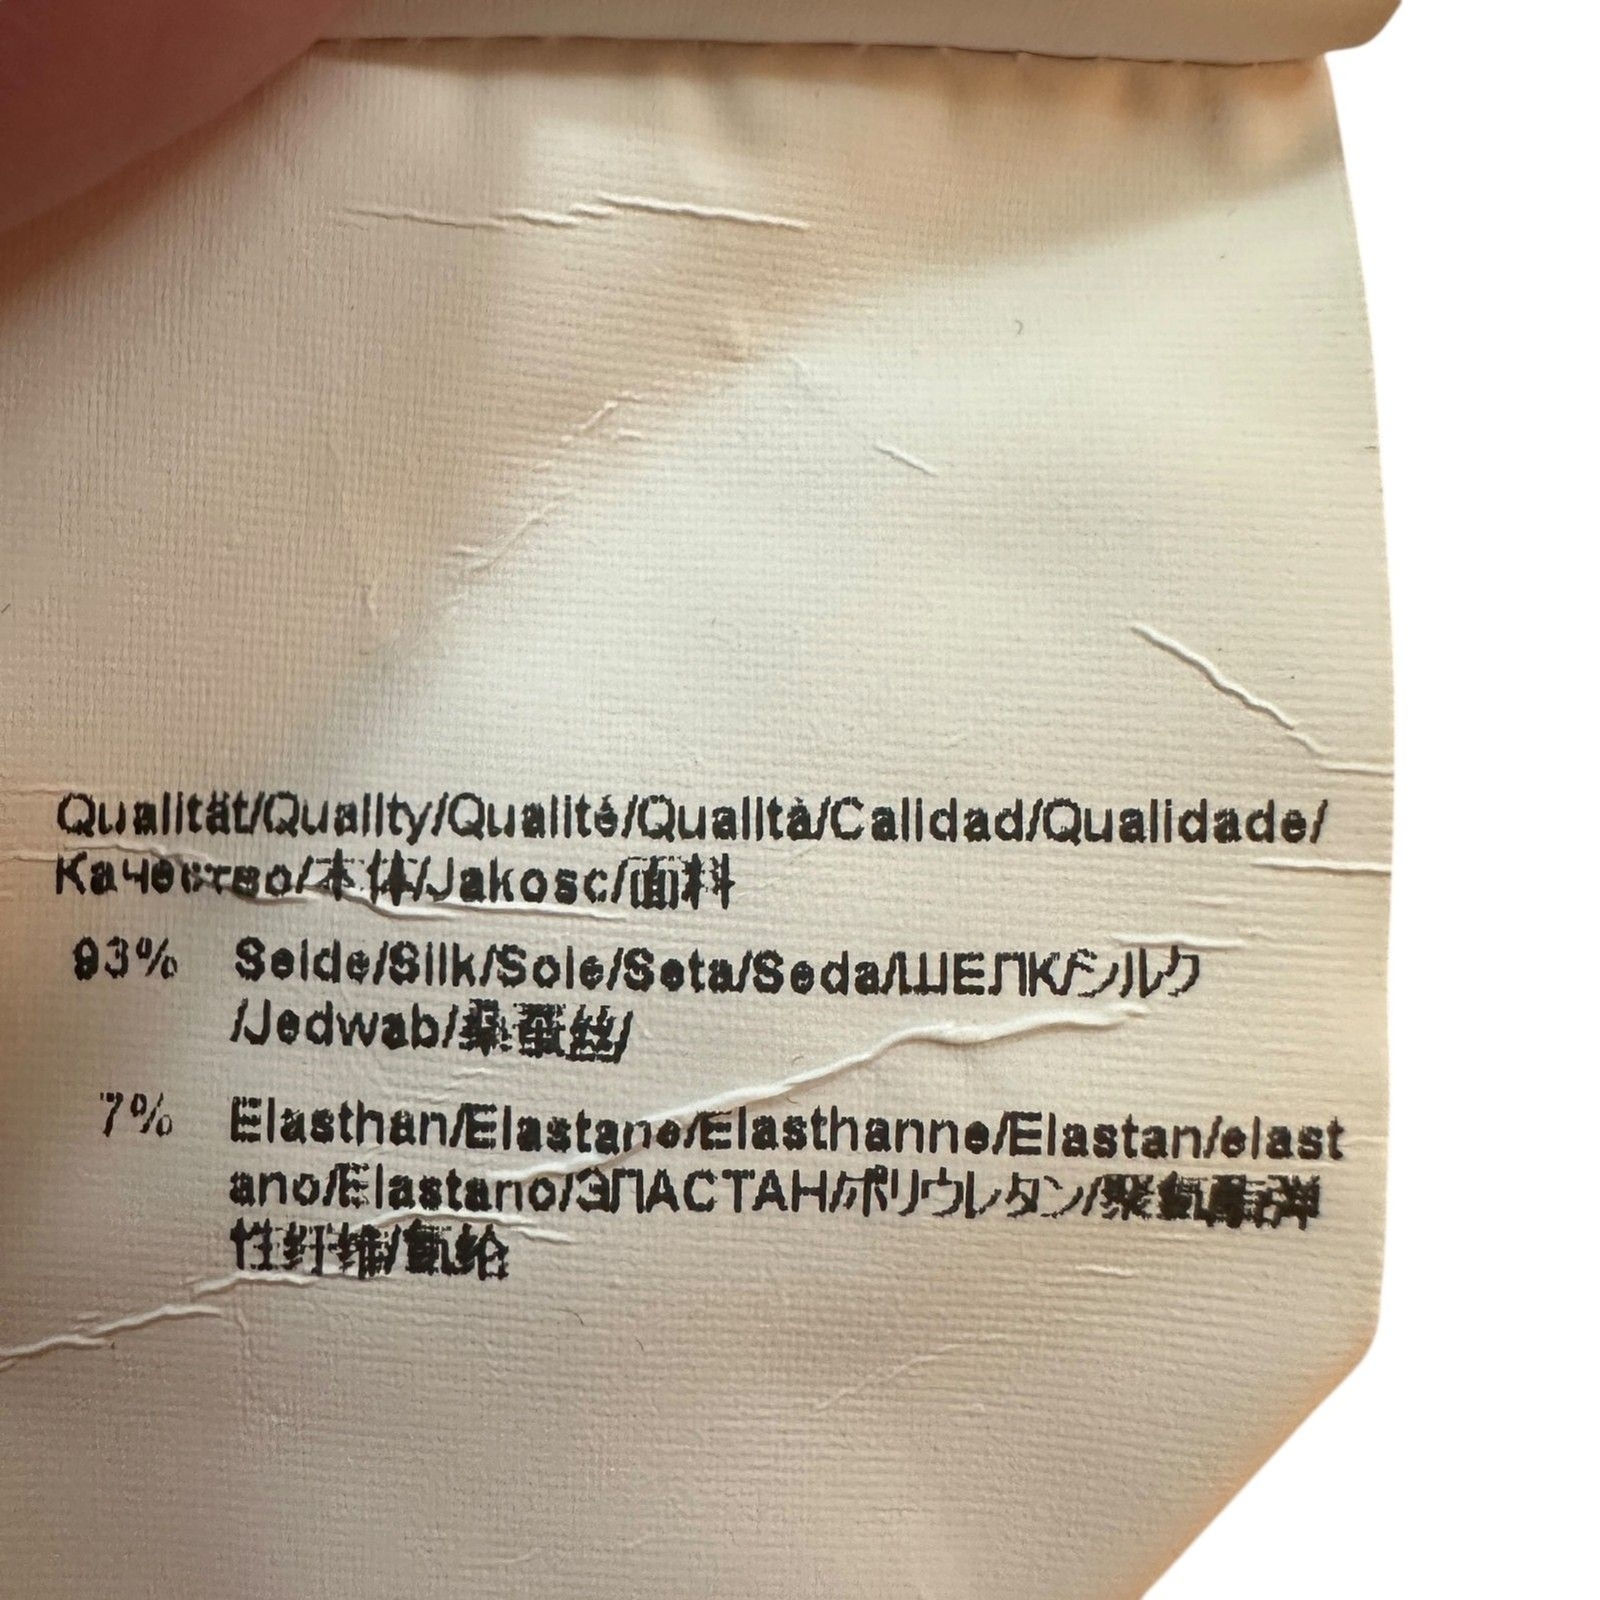 Qualität/Quality/Qualité/Qualità/Calidad/Qualidade/
Качество/本体/Jakosc/面料
93% Seide/Silk/Soie/Seta/Seda/ШЕЛК/シルク
/Jedwab/桑蚕丝/
7% Elasthan/Elastane/Elasthanne/Elastan/elast
ano/Elastano/ЭЛАСТАН/ポリウレタン/聚氨酯弹
性纤维/氨纶